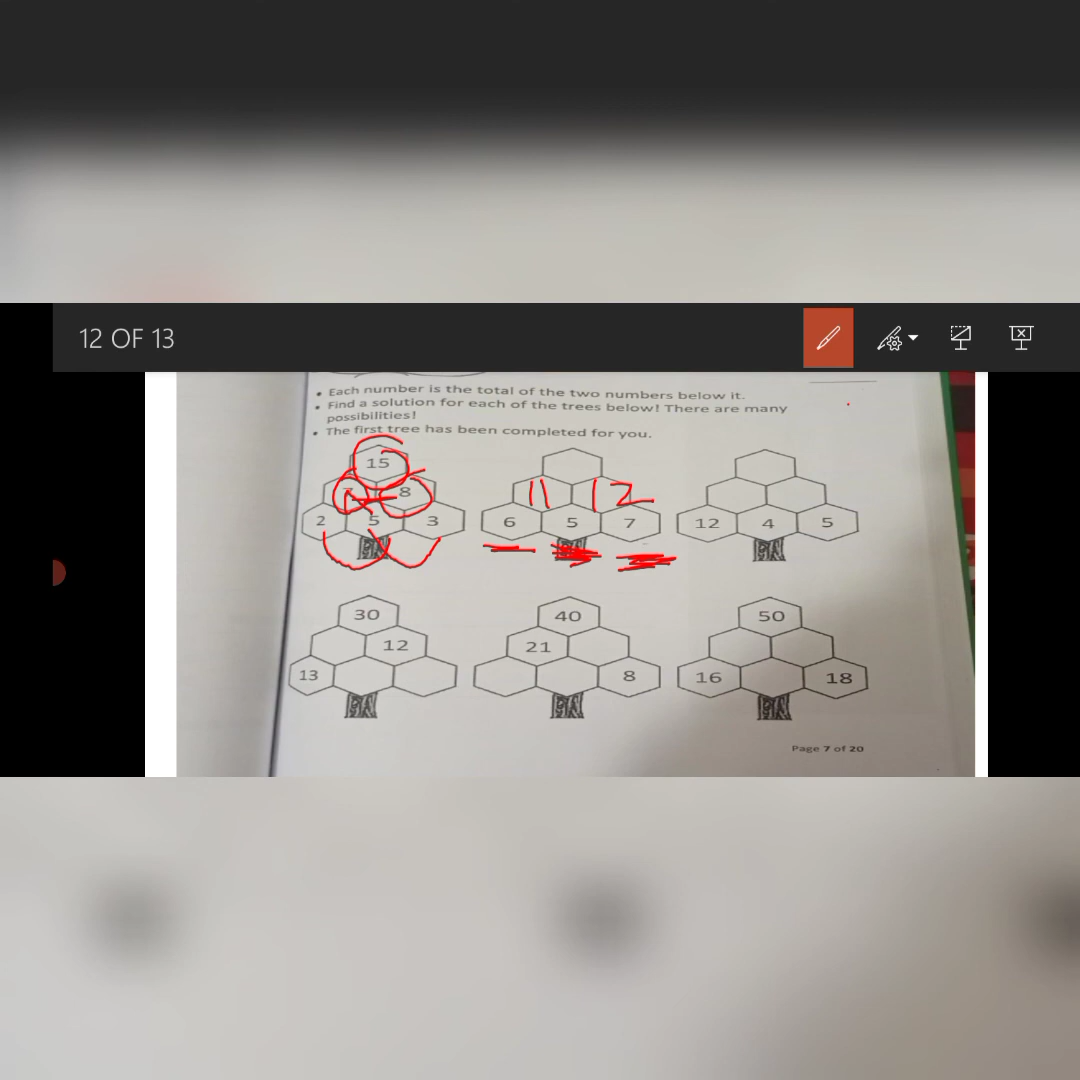 12 OF 13
• Each number is the total of the two numbers below it.
• Find a solution for each of the trees below! There are many
possibilities!
• The first tree has been completed for you.
15
7 8
11 12
2 5 3
6 5 7
12 4 5
30
40
50
12
21
13
8
16 18
Page 7 of 20